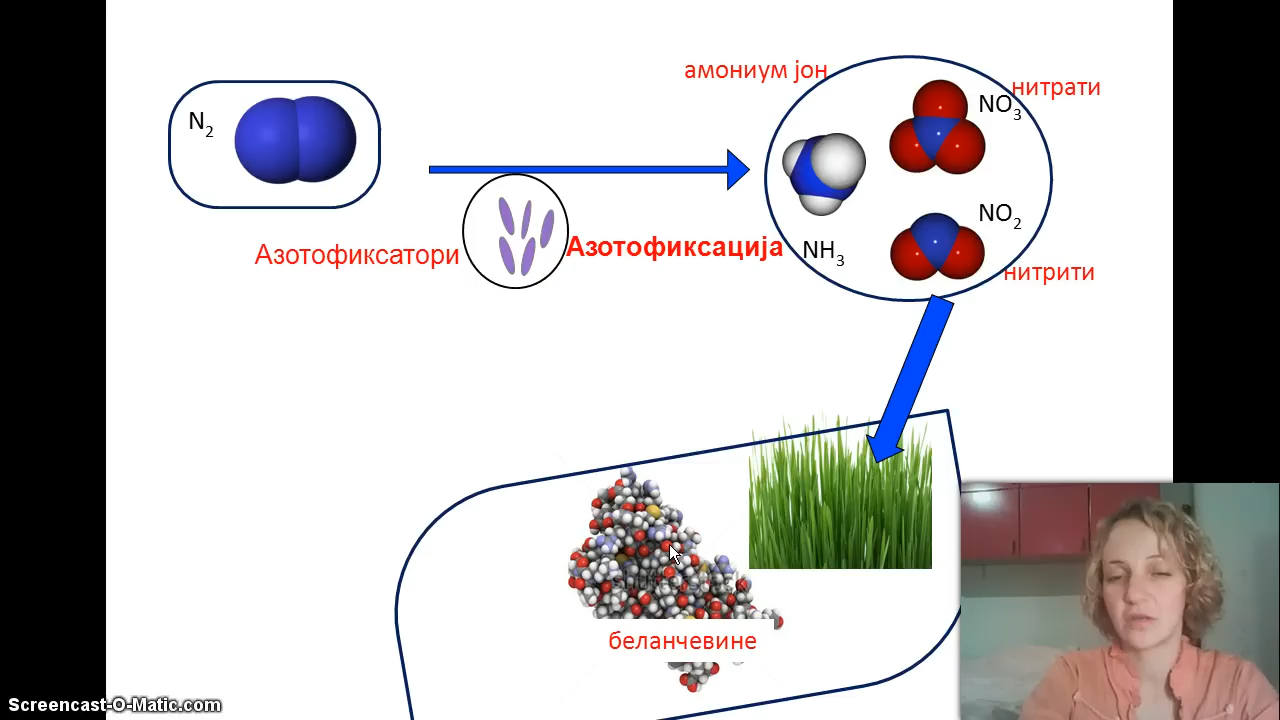 амониум јон
нитрати
N2
NO3
NO2
Азотофиксатори
Азотофиксација
NH3
нитрити
беланчевине
Screencast-O-Matic.com